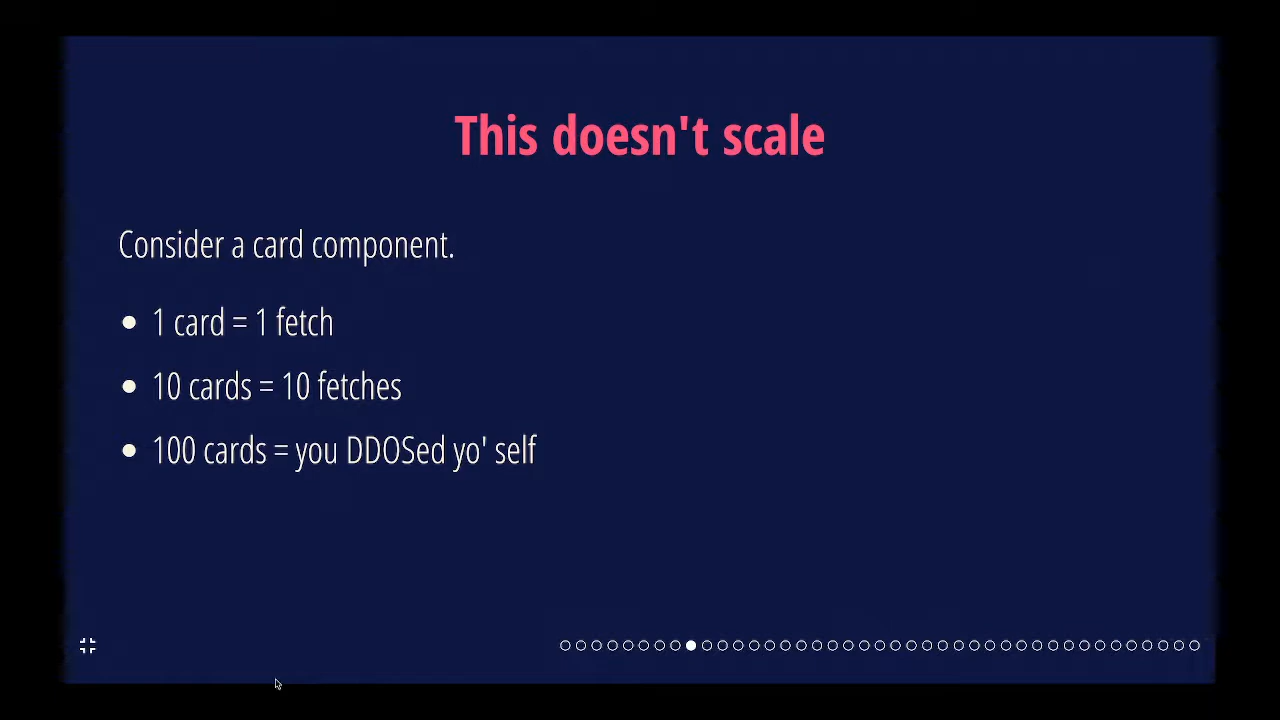 This doesn't scale
Consider a card component.
1 card = 1 fetch
10 cards = 10 fetches
100 cards = you DDOSed yo' self